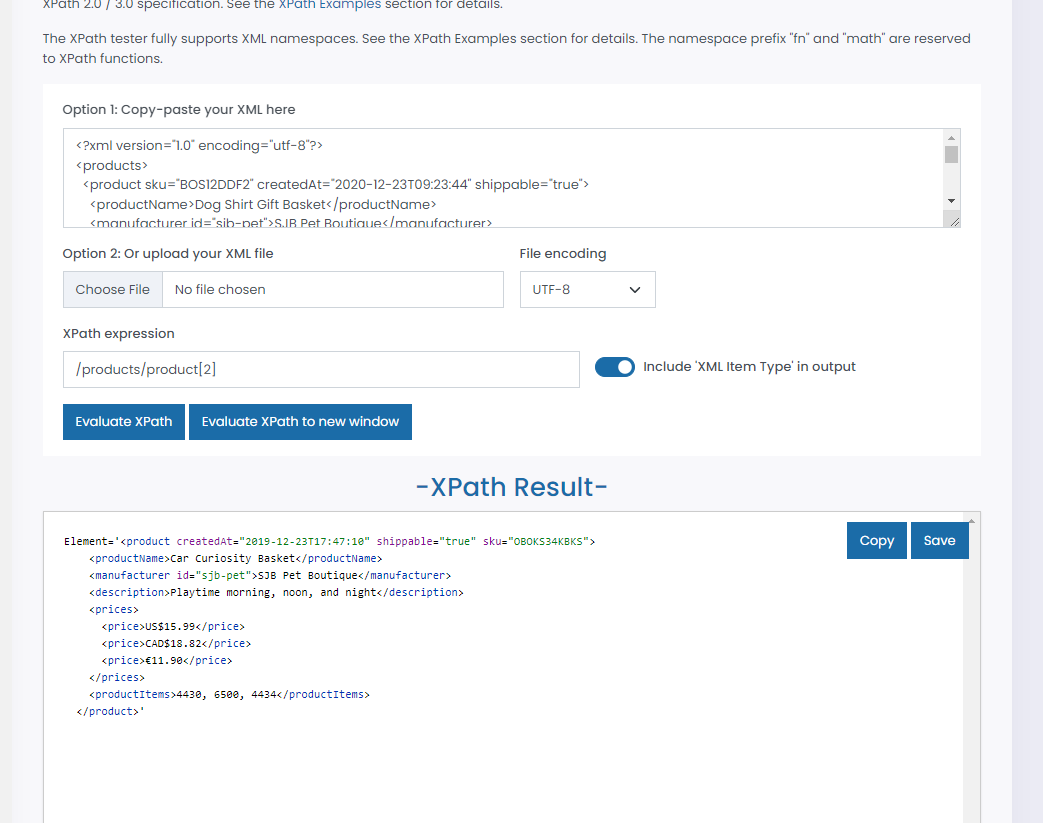 XPath 2.0 / 3.0 specification. See the XPath Examples section for details.
The XPath tester fully supports XML namespaces. See the XPath Examples section for details. The namespace prefix "fn" and "math" are reserved
to XPath functions.
Option 1: Copy-paste your XML here
<?xml version="1.0" encoding="utf-8"?>
<products>
  <product sku="BOS12DDF2" createdAt="2020-12-23T09:23:44" shippable="true">
    <productName>Dog Shirt Gift Basket</productName>
    <manufacturer id="sjb-pet">SJB Pet Boutique</manufacturer>
Option 2: Or upload your XML file
File encoding
Choose File No file chosen
UTF-8
XPath expression
/products/product[2]
Include 'XML Item Type' in output
Evaluate XPath
Evaluate XPath to new window
-XPath Result-
Copy
Save
Element='<product createdAt="2019-12-23T17:47:10" shippable="true" sku="OBOKS34KBKS">
    <productName>Car Curiosity Basket</productName>
    <manufacturer id="sjb-pet">SJB Pet Boutique</manufacturer>
    <description>Playtime morning, noon, and night</description>
    <prices>
      <price>US$15.99</price>
      <price>CAD$18.82</price>
      <price>€11.90</price>
    </prices>
    <productItems>4430, 6500, 4434</productItems>
  </product>'